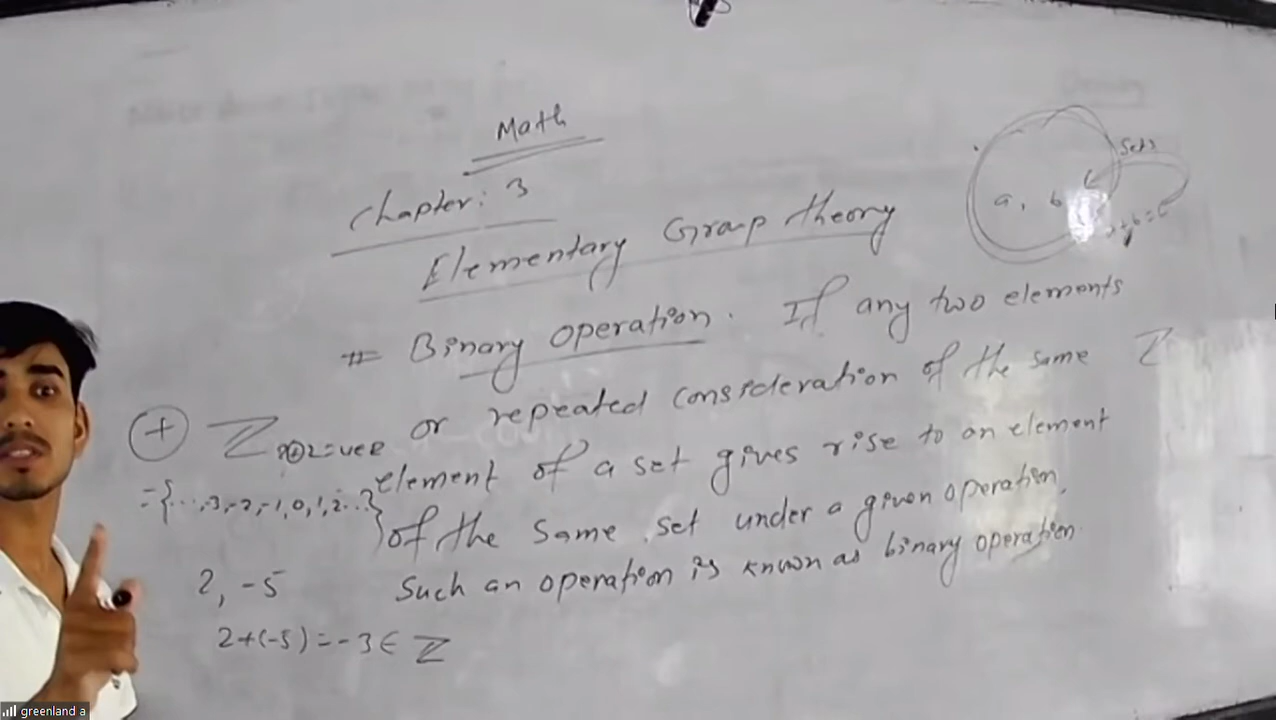 Math
Chapter: 3
Elementary Group theory
Sets
a, b
# Binary operation. If any two elements
or repeated consideration of the same
element of a set gives rise to an element
of the same set under a given operation.
Such an operation is known as binary operation.
Z
+ Z
={..., -3, -2, -1, 0, 1, 2...}
2, -5
2+(-5) = -3 ∈ Z
greenland a